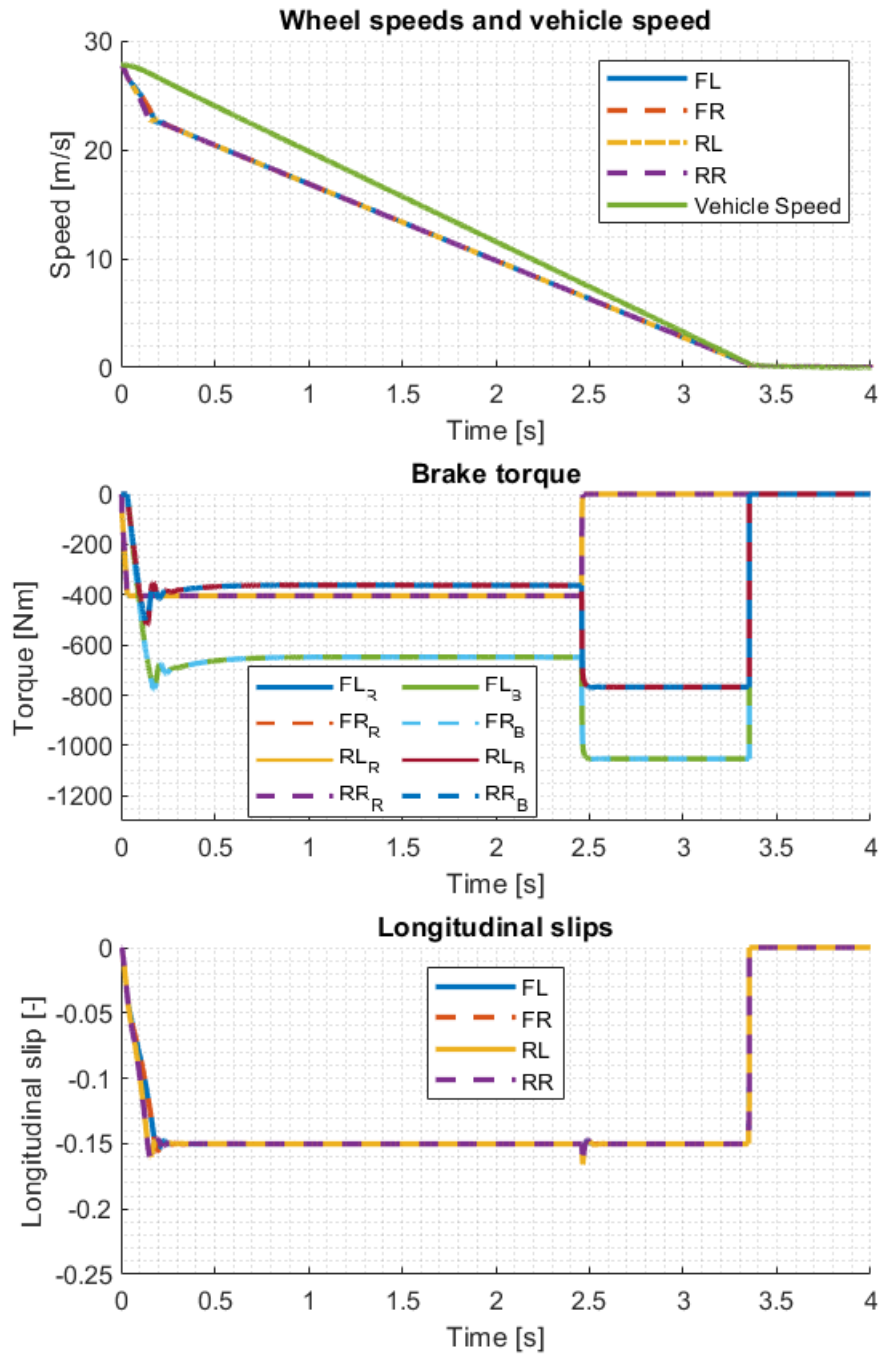 Wheel speeds and vehicle speed
30
20
10
0
Speed [m/s]
FL
FR
RL
RR
Vehicle Speed
0 0.5 1 1.5 2 2.5 3 3.5 4
Time [s]
Brake torque
0
-200
-400
-600
-800
-1000
-1200
Torque [Nm]
FL_R FL_B
FR_R FR_B
RL_R RL_B
RR_R RR_B
0 0.5 1 1.5 2 2.5 3 3.5 4
Time [s]
Longitudinal slips
0
-0.05
-0.1
-0.15
-0.2
-0.25
Longitudinal slip [-]
FL
FR
RL
RR
0 0.5 1 1.5 2 2.5 3 3.5 4
Time [s]